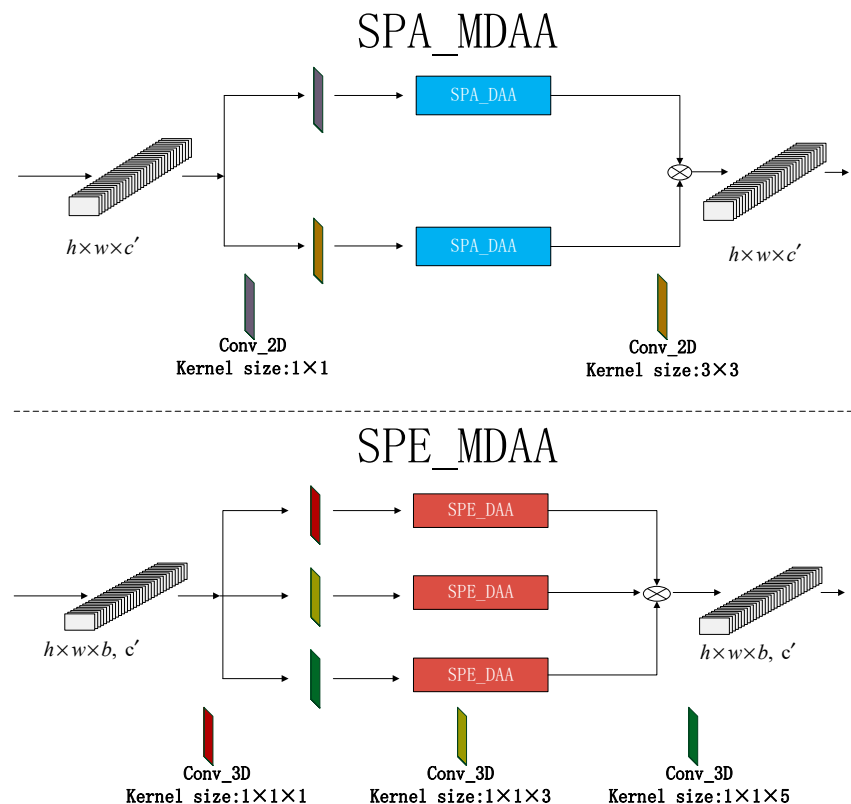 SPA_MDAA
SPA_DAA
h×w×c′
SPA_DAA
h×w×c′
Conv_2D
Kernel size:1×1
Conv_2D
Kernel size:3×3
SPE_MDAA
SPE_DAA
SPE_DAA
h×w×b, c′
SPE_DAA
h×w×b, c′
Conv_3D
Kernel size:1×1×1
Conv_3D
Kernel size:1×1×3
Conv_3D
Kernel size:1×1×5